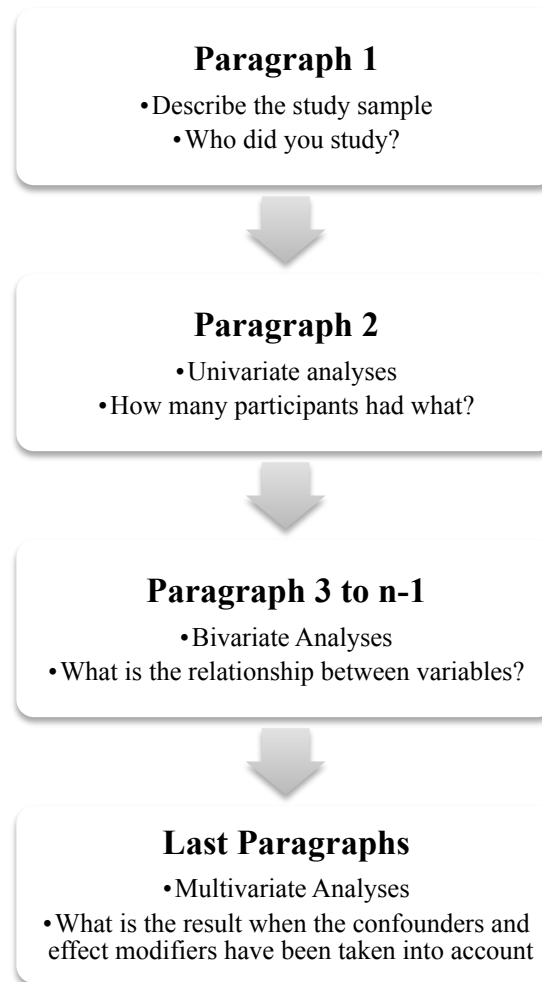 Paragraph 1
•Describe the study sample
•Who did you study?
Paragraph 2
•Univariate analyses
•How many participants had what?
Paragraph 3 to n-1
•Bivariate Analyses
•What is the relationship between variables?
Last Paragraphs
•Multivariate Analyses
•What is the result when the confounders and
effect modifiers have been taken into account